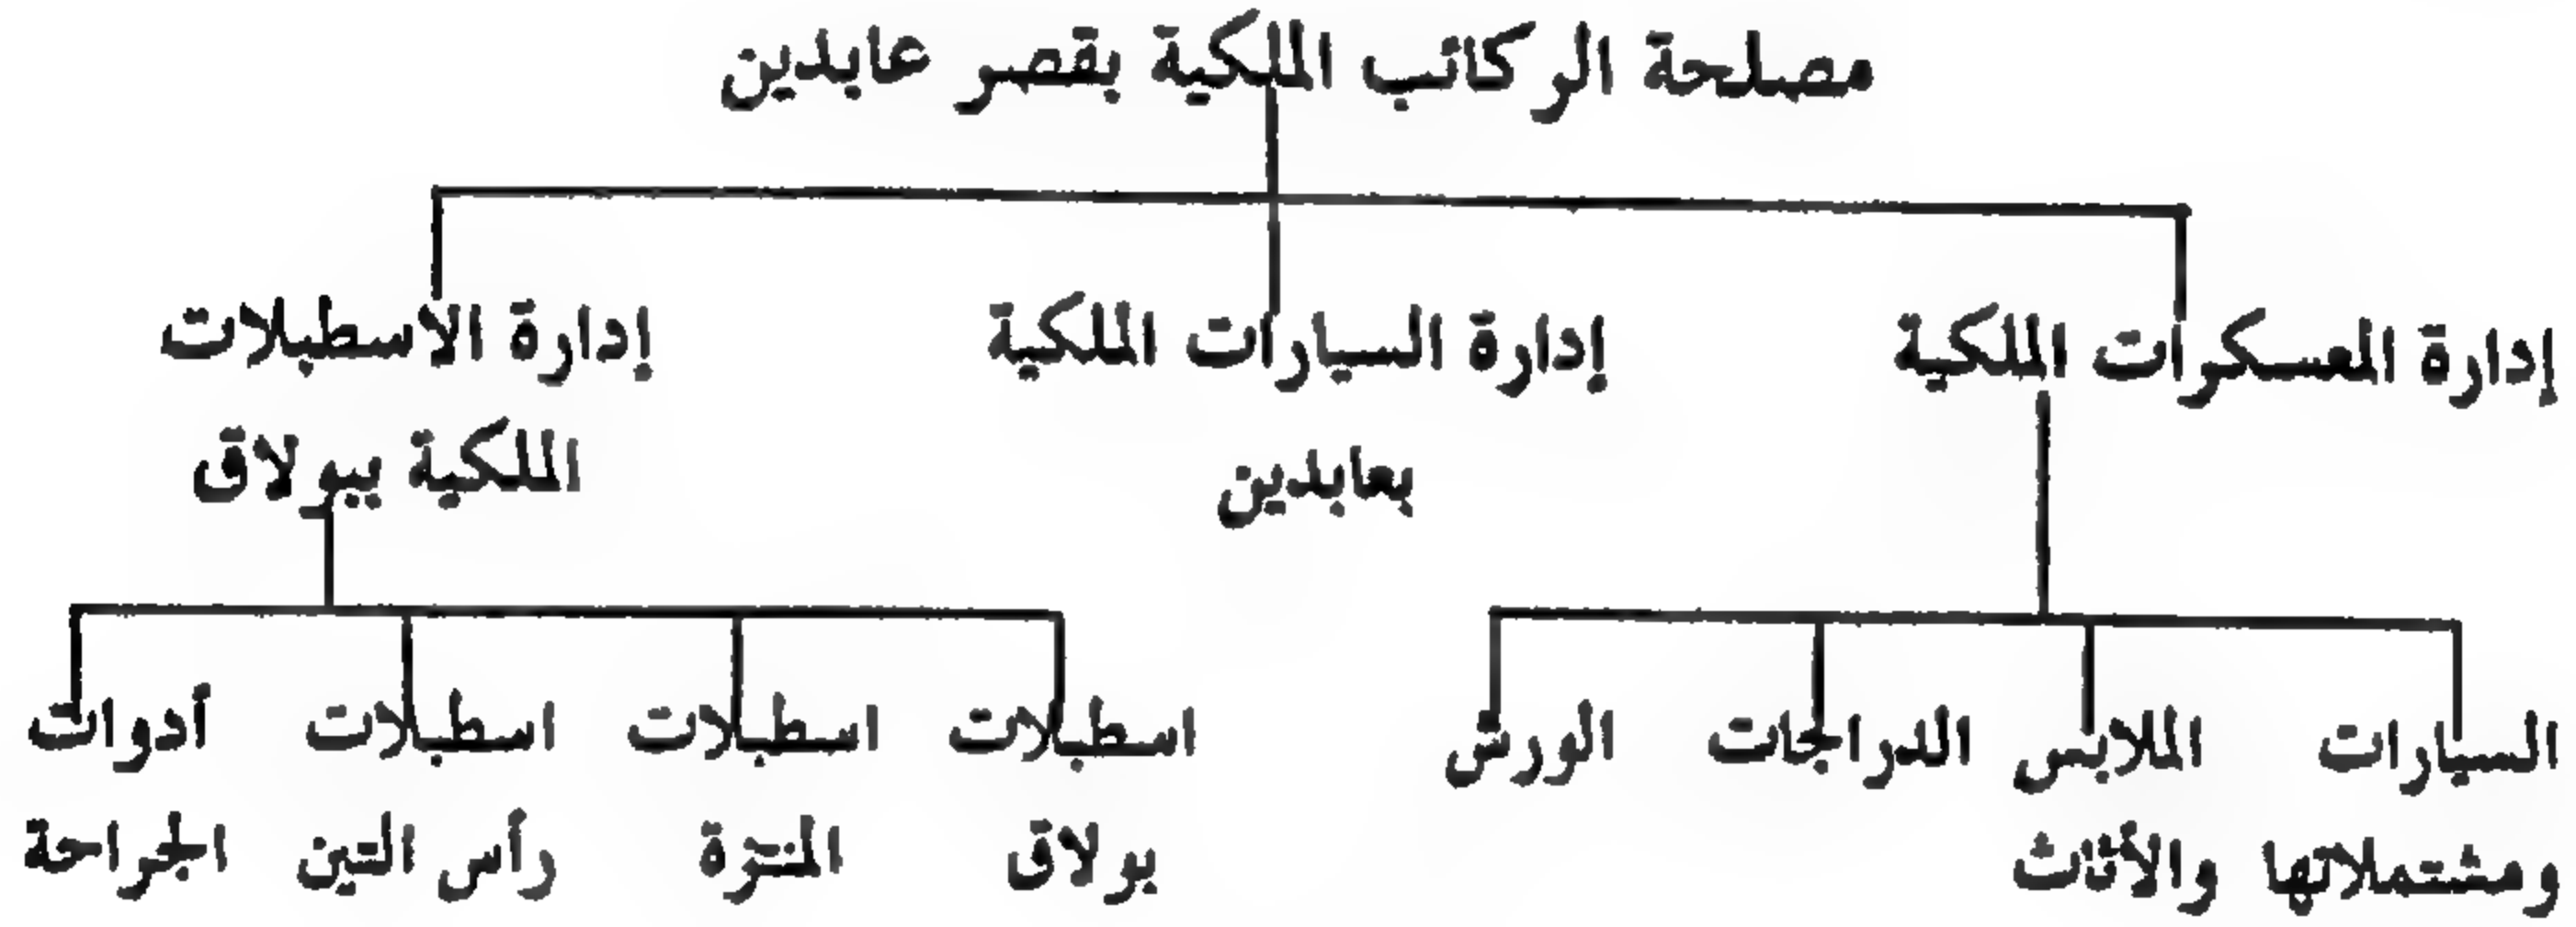 مصلحة الركائب الملكية بقصر عابدين
إدارة المعسكرات الملكية
إدارة السيارات الملكية
بعابدين
إدارة الاسطبلات
الملكية ببولاق
السيارات
ومشتملاتها
الملابس
والأثاث
الدراجات
الورش
اسطبلات
بولاق
اسطبلات
المنتزة
اسطبلات
رأس التين
أدوات
الجراحة